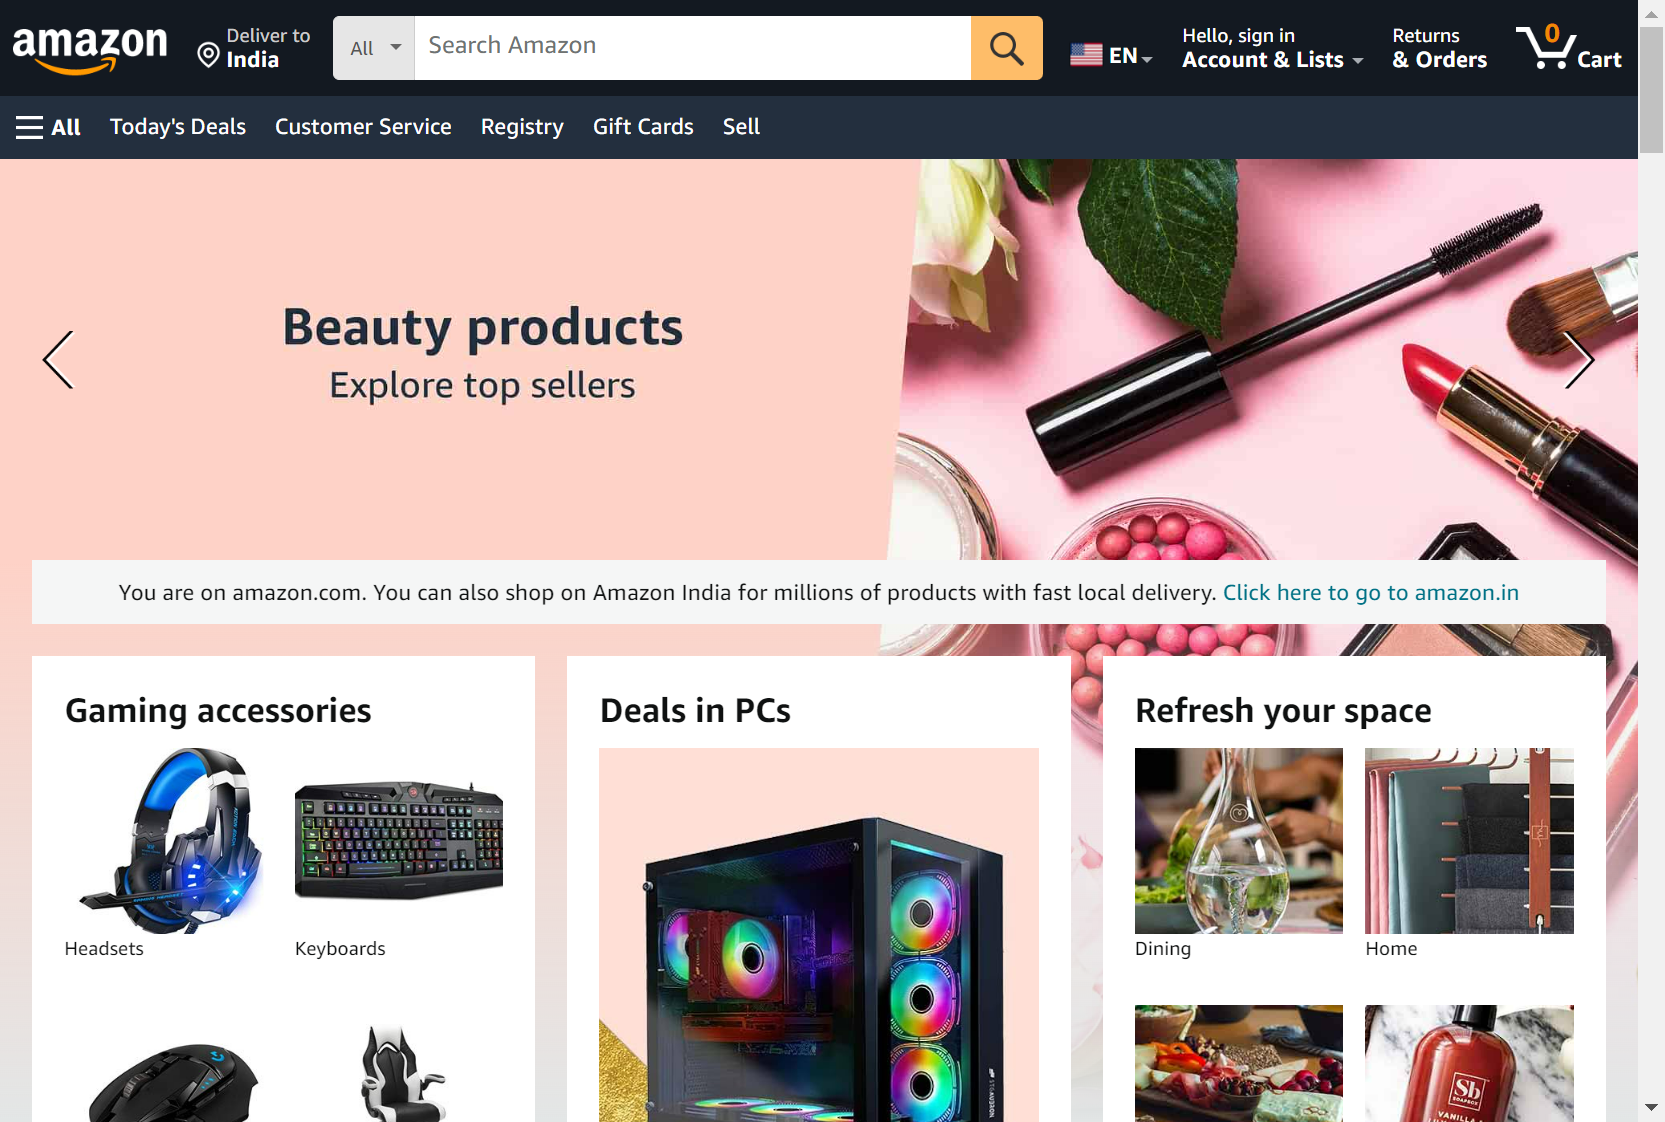 amazon
Deliver to
India
All
Search Amazon
EN
Hello, sign in
Account & Lists
Returns
& Orders
0
Cart
All
Today's Deals
Customer Service
Registry
Gift Cards
Sell
Beauty products
Explore top sellers
You are on amazon.com. You can also shop on Amazon India for millions of products with fast local delivery. Click here to go to amazon.in
Gaming accessories
Headsets
Keyboards
Deals in PCs
Refresh your space
Dining
Home
Sb
SOAPBOX